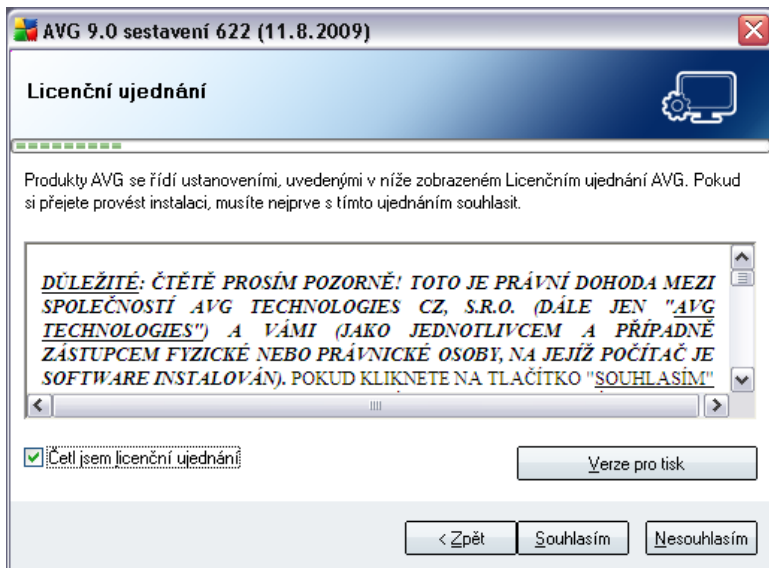 AVG 9.0 sestavení 622 (11.8.2009)
Licenční ujednání
Produkty AVG se řídí ustanoveními, uvedenými v níže zobrazeném Licenčním ujednání AVG. Pokud
si přejete provést instalaci, musíte nejprve s tímto ujednáním souhlasit.
DŮLEŽITÉ: ČTĚTĚ PROSÍM POZORNĚ! TOTO JE PRÁVNÍ DOHODA MEZI
SPOLEČNOSTÍ AVG TECHNOLOGIES CZ, S.R.O. (DÁLE JEN "AVG
TECHNOLOGIES") A VÁMI (JAKO JEDNOTLIVCEM A PŘÍPADNĚ
ZÁSTUPCEM FYZICKÉ NEBO PRÁVNICKÉ OSOBY, NA JEJÍŽ POČÍTAČ JE
SOFTWARE INSTALOVÁN). POKUD KLIKNETE NA TLAČÍTKO "SOUHLASÍM"
Četl jsem licenční ujednání
Verze pro tisk
< Zpět
Souhlasím
Nesouhlasím